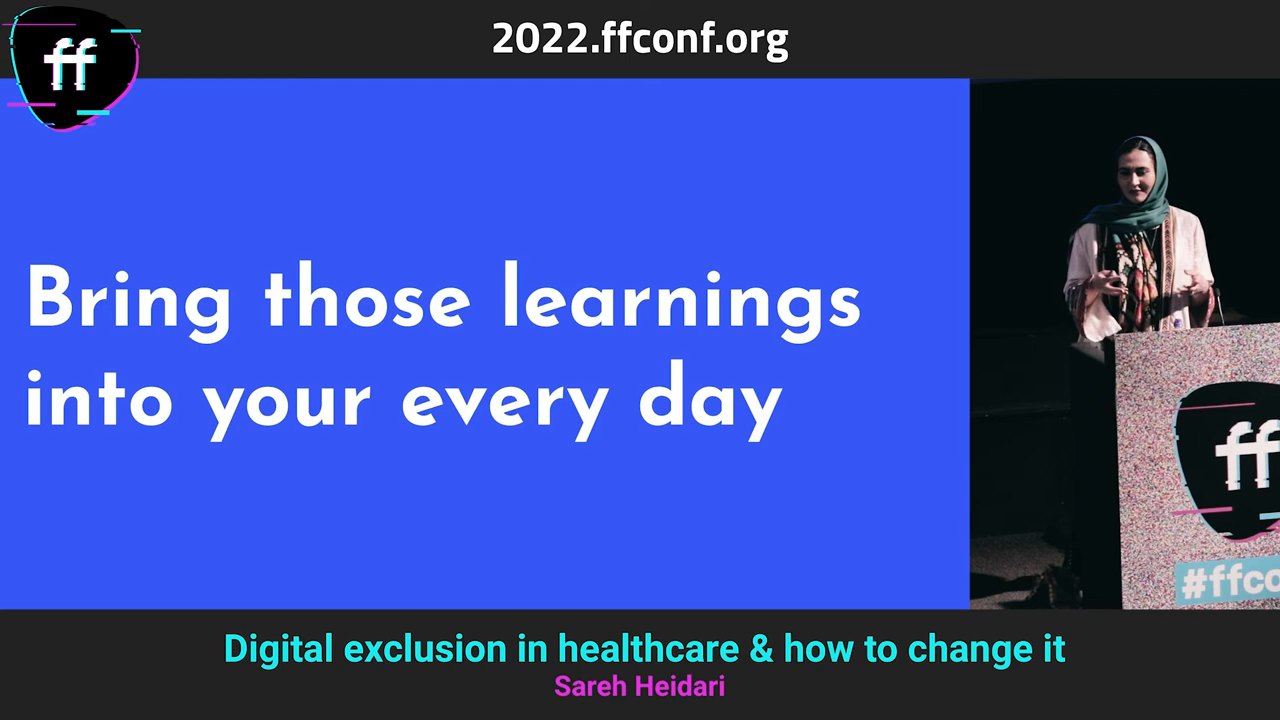 2022.ffconf.org
ff
Bring those learnings
into your every day
ff
#ffco
Digital exclusion in healthcare & how to change it
Sareh Heidari